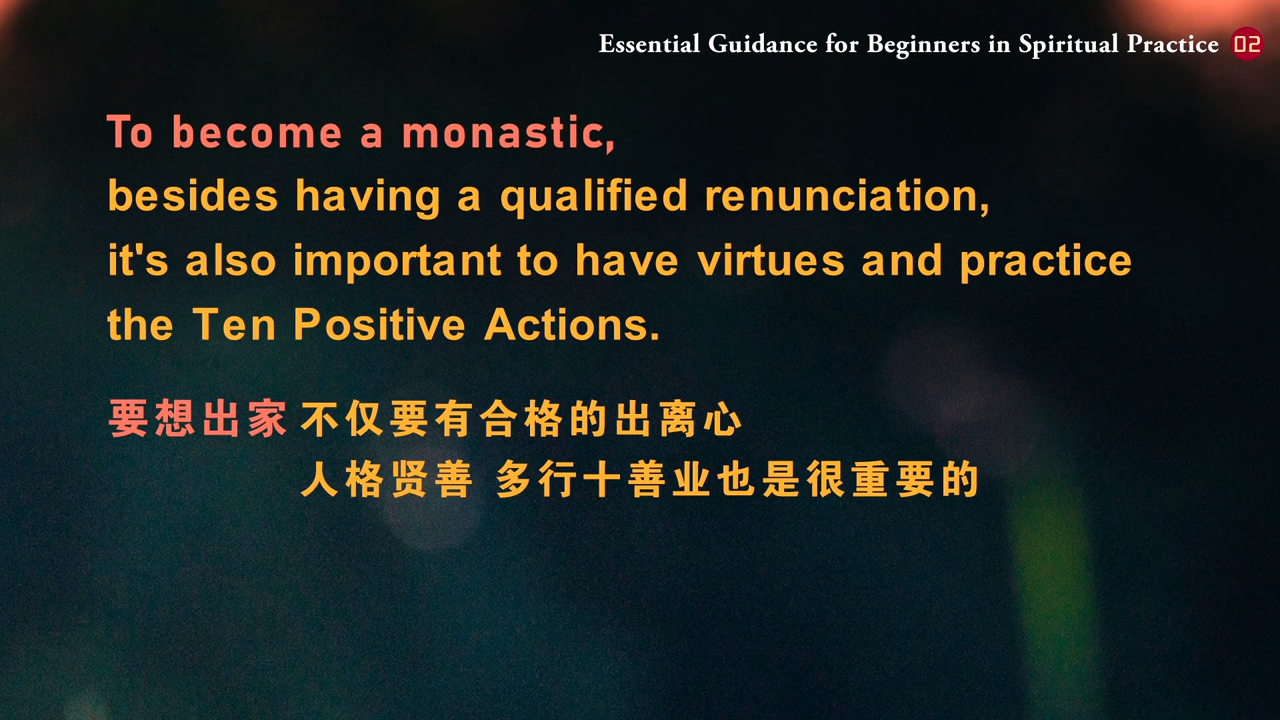 Essential Guidance for Beginners in Spiritual Practice 02
To become a monastic,
besides having a qualified renunciation,
it's also important to have virtues and practice
the Ten Positive Actions.
要想出家 不仅要有合格的出离心
人格贤善 多行十善业也是很重要的